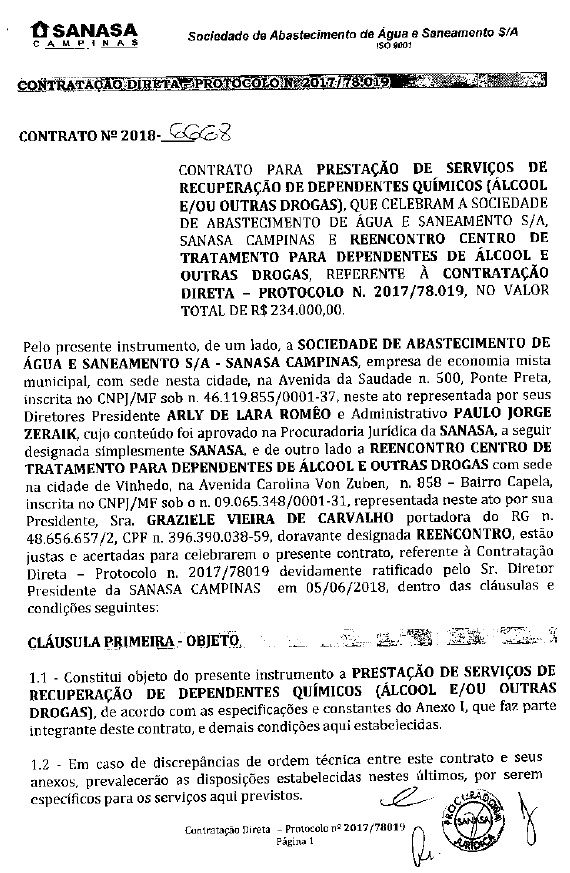 SANASA
CAMPINAS
Sociedade de Abastecimento de Água e Saneamento S/A
ISO 9001
CONTRATAÇÃO DIRETA – PROTOCOLO Nº 2017/78.019
CONTRATO Nº 2018-6668
CONTRATO PARA PRESTAÇÃO DE SERVIÇOS DE
RECUPERAÇÃO DE DEPENDENTES QUÍMICOS (ÁLCOOL
E/OU OUTRAS DROGAS), QUE CELEBRAM A SOCIEDADE
DE ABASTECIMENTO DE ÁGUA E SANEAMENTO S/A,
SANASA CAMPINAS E REENCONTRO CENTRO DE
TRATAMENTO PARA DEPENDENTES DE ÁLCOOL E
OUTRAS DROGAS, REFERENTE À CONTRATAÇÃO
DIRETA – PROTOCOLO N. 2017/78.019, NO VALOR
TOTAL DE R$ 234.000,00.
Pelo presente instrumento, de um lado, a SOCIEDADE DE ABASTECIMENTO DE
ÁGUA E SANEAMENTO S/A - SANASA CAMPINAS, empresa de economia mista
municipal, com sede nesta cidade, na Avenida da Saudade n. 500, Ponte Preta,
inscrita no CNPJ/MF sob n. 46.119.855/0001-37, neste ato representada por seus
Diretores Presidente ARLY DE LARA ROMÊO e Administrativo PAULO JORGE
ZERAIK, cujo conteúdo foi aprovado na Procuradoria Jurídica da SANASA, a seguir
designada simplesmente SANASA, e de outro lado a REENCONTRO CENTRO DE
TRATAMENTO PARA DEPENDENTES DE ÁLCOOL E OUTRAS DROGAS com sede
na cidade de Vinhedo, na Avenida Carolina Von Zuben, n. 858 – Bairro Capela,
inscrita no CNPJ/MF sob o n. 09.065.348/0001-31, representada neste ato por sua
Presidente, Sra. GRAZIELE VIEIRA DE CARVALHO portadora do RG n.
48.656.657/2, CPF n. 396.390.038-59, doravante designada REENCONTRO, estão
justas e acertadas para celebrarem o presente contrato, referente à Contratação
Direta – Protocolo n. 2017/78019 devidamente ratificado pelo Sr. Diretor
Presidente da SANASA CAMPINAS em 05/06/2018, dentro das cláusulas e
condições seguintes:
CLÁUSULA PRIMEIRA - OBJETO
1.1 - Constitui objeto do presente instrumento a PRESTAÇÃO DE SERVIÇOS DE
RECUPERAÇÃO DE DEPENDENTES QUÍMICOS (ÁLCOOL E/OU OUTRAS
DROGAS), de acordo com as especificações e constantes do Anexo I, que faz parte
integrante deste contrato, e demais condições aqui estabelecidas.
1.2 - Em caso de discrepâncias de ordem técnica entre este contrato e seus
anexos, prevalecerão as disposições estabelecidas nestes últimos, por serem
específicos para os serviços aqui previstos.
Contratação Direta – Protocolo nº 2017/78019
Página 1
PROCURADORIA
SANASA
JURÍDICA